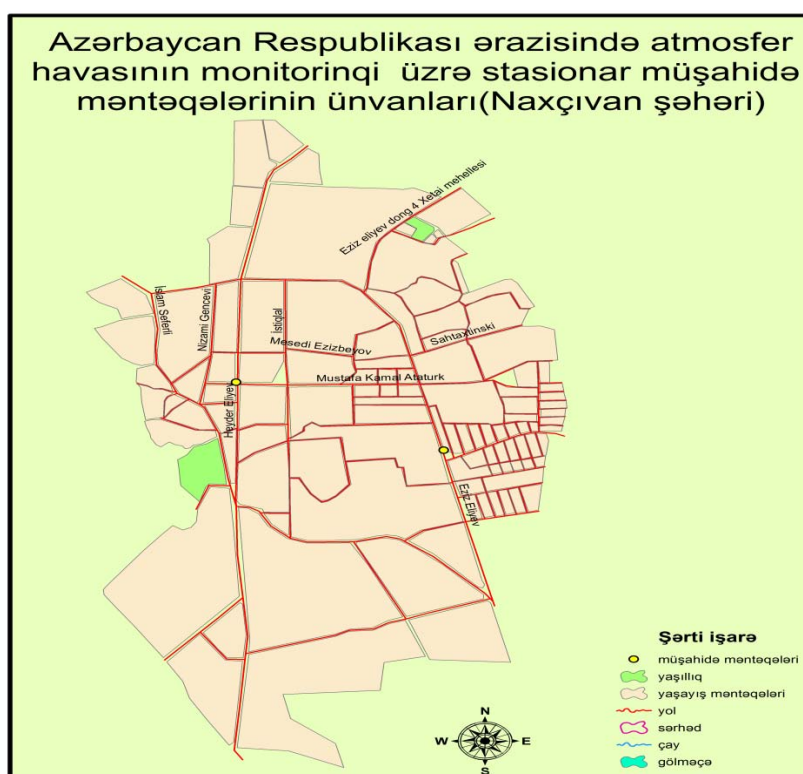 Azərbaycan Respublikası ərazisində atmosfer
havasının monitorinqi üzrə stasionar müşahidə
məntəqələrinin ünvanları(Naxçıvan şəhəri)
Eziz eliyev dong 4 Xetai mehellesi
Islam Seferli
Nizami Gencevi
İstiqlal
Mesedi Ezizbeyov
Sahtaxtinski
Mustafa Kamal Ataturk
Heyder Eliyev
Eziz Eliyev
Şərti işarə
müşahidə məntəqələri
yaşıllıq
yaşayış məntəqələri
yol
sərhəd
çay
gölməçə
N
W
E
S